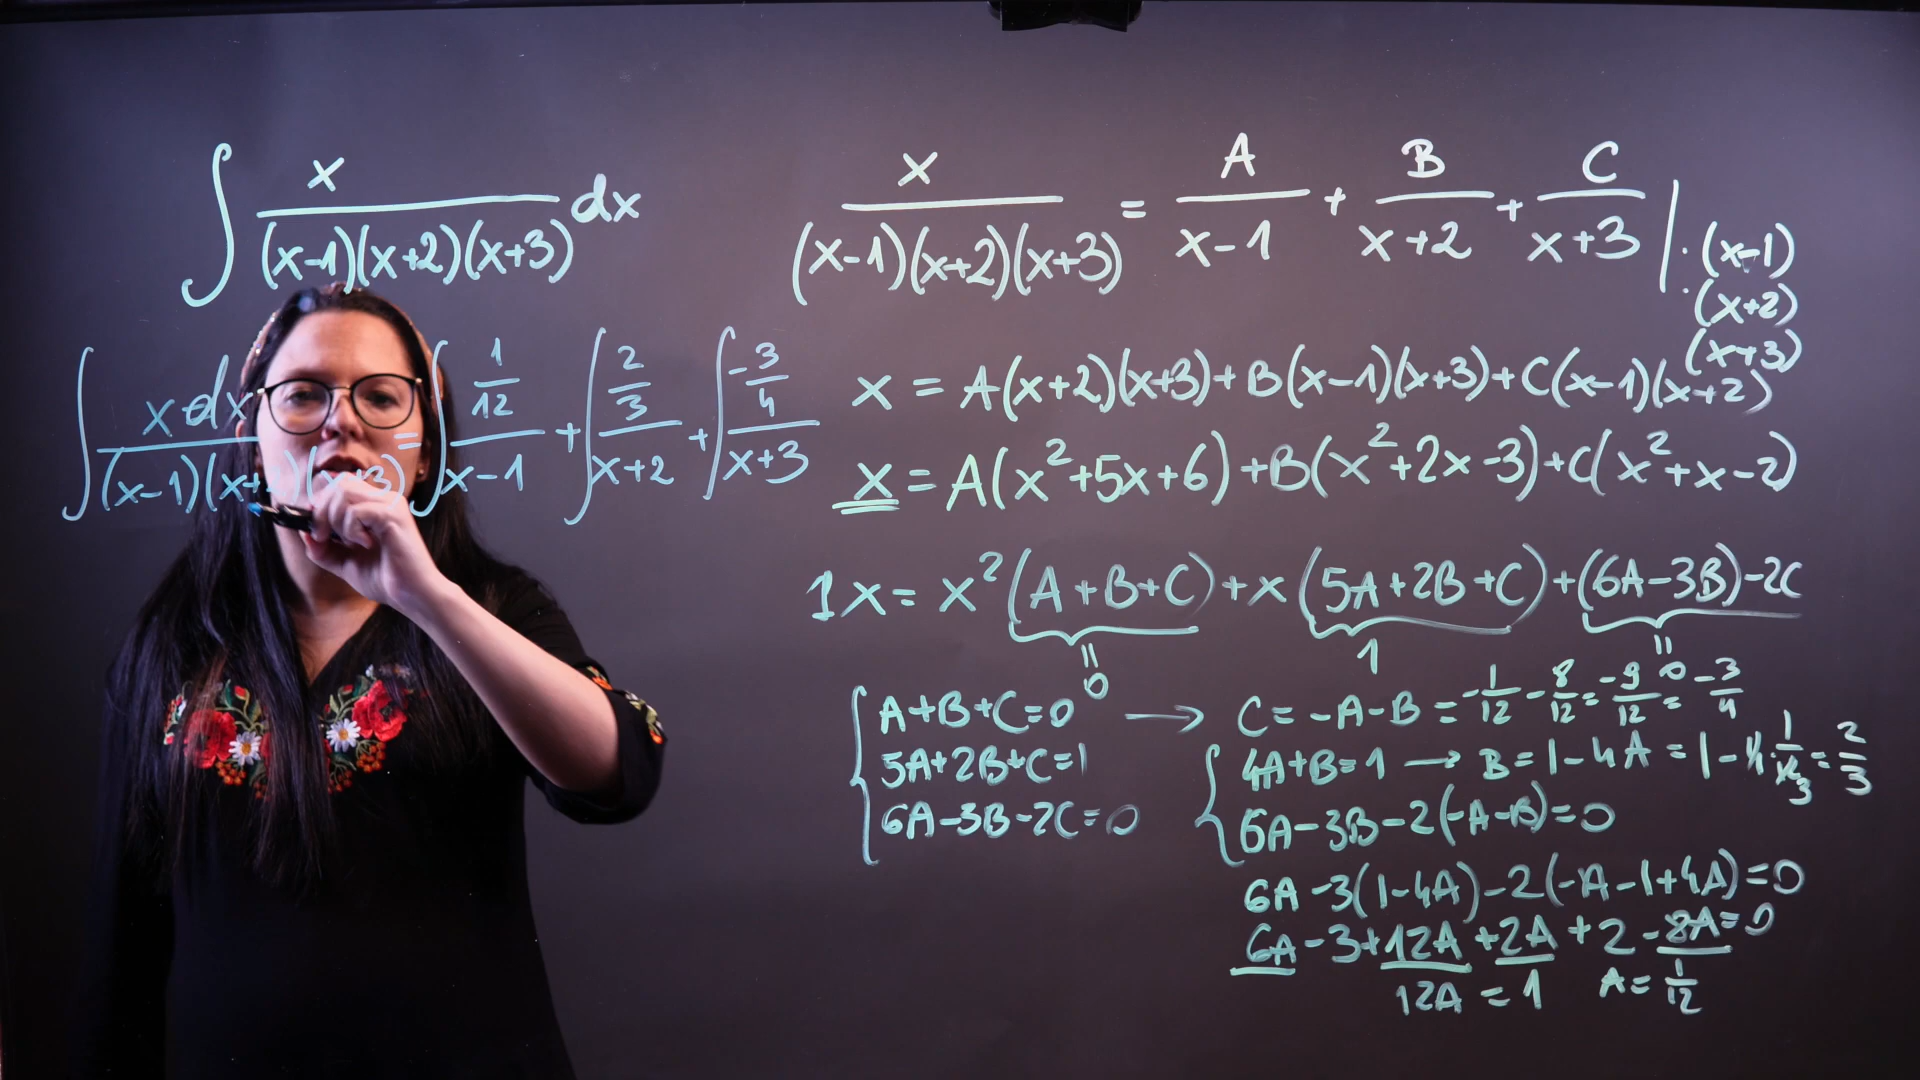 ∫ x/((x-1)(x+2)(x+3)) dx
∫ x dx/((x-1)(x+2)(x+3)) = ∫ (1/12)/(x-1) + ∫ (2/3)/(x+2) + ∫ (-3/4)/(x+3)
x/((x-1)(x+2)(x+3)) = A/(x-1) + B/(x+2) + C/(x+3) | ·(x-1)
·(x+2)
(x+3)
x = A(x+2)(x+3)+B(x-1)(x+3)+C(x-1)(x+2)
x = A(x²+5x+6)+B(x²+2x-3)+C(x²+x-2)
1x = x²(A+B+C)+x(5A+2B+C)+(6A-3B)-2C
= 0 1 = 0
A+B+C=0 → C=-A-B=-1/12-8/12=-9/12=-3/4
5A+2B+C=1 4A+B=1 → B=1-4A=1-4·1/12 3=2/3
6A-3B-2C=0 6A-3B-2(-A-B)=0
6A-3(1-4A)-2(-A-1+4A)=0
6A-3+12A+2A+2-8A=0
12A=1 A=1/12